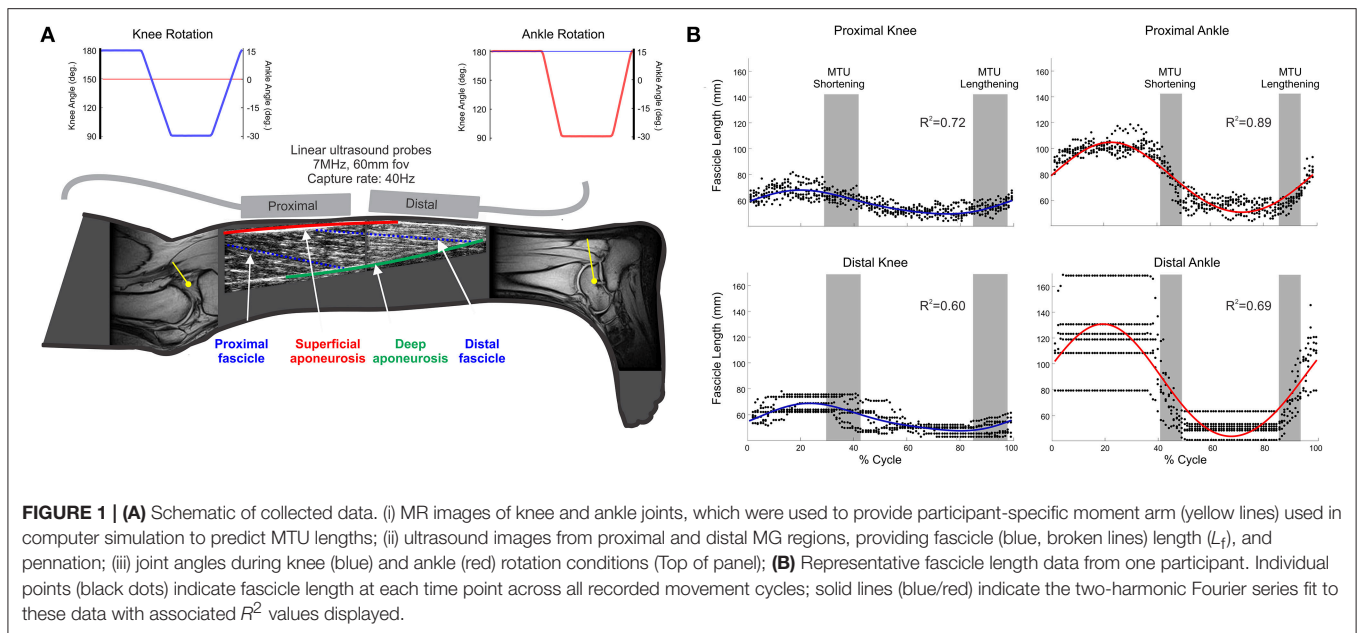 A
Knee Rotation
Ankle Rotation
180
150
120
90
Knee Angle (deg.)
15
0
-15
-30
Ankle Angle (deg.)
180
150
120
90
Knee Angle (deg.)
15
0
-15
-30
Ankle Angle (deg.)
Linear ultrasound probes
7MHz, 60mm fov
Capture rate: 40Hz
Proximal
Distal
Proximal fascicle
Superficial aponeurosis
Deep aponeurosis
Distal fascicle
B
Proximal Knee
MTU Shortening
MTU Lengthening
R²=0.72
160
140
120
100
80
60
Fascicle Length (mm)
Proximal Ankle
MTU Shortening
MTU Lengthening
R²=0.89
160
140
120
100
80
60
Distal Knee
R²=0.60
160
140
120
100
80
60
Fascicle Length (mm)
0 20 40 60 80 100
% Cycle
Distal Ankle
R²=0.69
160
140
120
100
80
60
0 20 40 60 80 100
% Cycle
FIGURE 1 | (A) Schematic of collected data. (i) MR images of knee and ankle joints, which were used to provide participant-specific moment arm (yellow lines) used in
computer simulation to predict MTU lengths; (ii) ultrasound images from proximal and distal MG regions, providing fascicle (blue, broken lines) length (Lf), and
pennation; (iii) joint angles during knee (blue) and ankle (red) rotation conditions (Top of panel); (B) Representative fascicle length data from one participant. Individual
points (black dots) indicate fascicle length at each time point across all recorded movement cycles; solid lines (blue/red) indicate the two-harmonic Fourier series fit to
these data with associated R² values displayed.